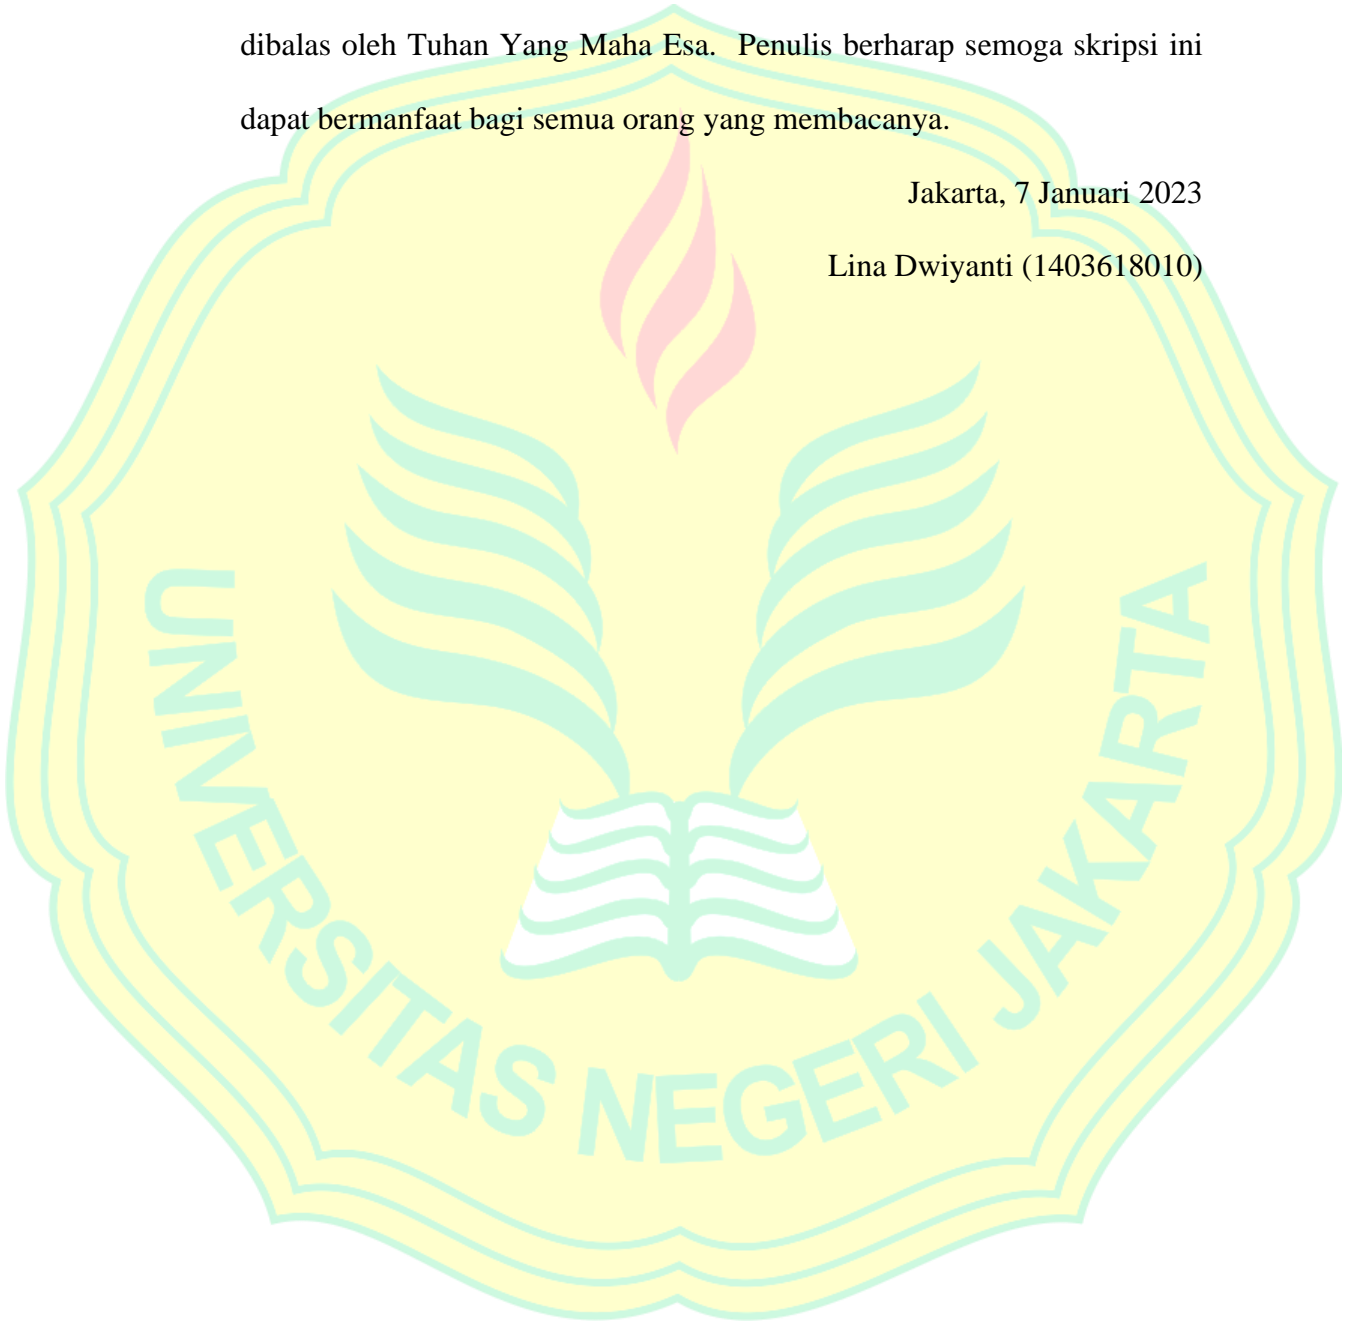 dibalas oleh Tuhan Yang Maha Esa.  Penulis berharap semoga skripsi ini
dapat bermanfaat bagi semua orang yang membacanya.
Jakarta, 7 Januari 2023
Lina Dwiyanti (1403618010)
UNIVERSITAS NEGERI JAKARTA